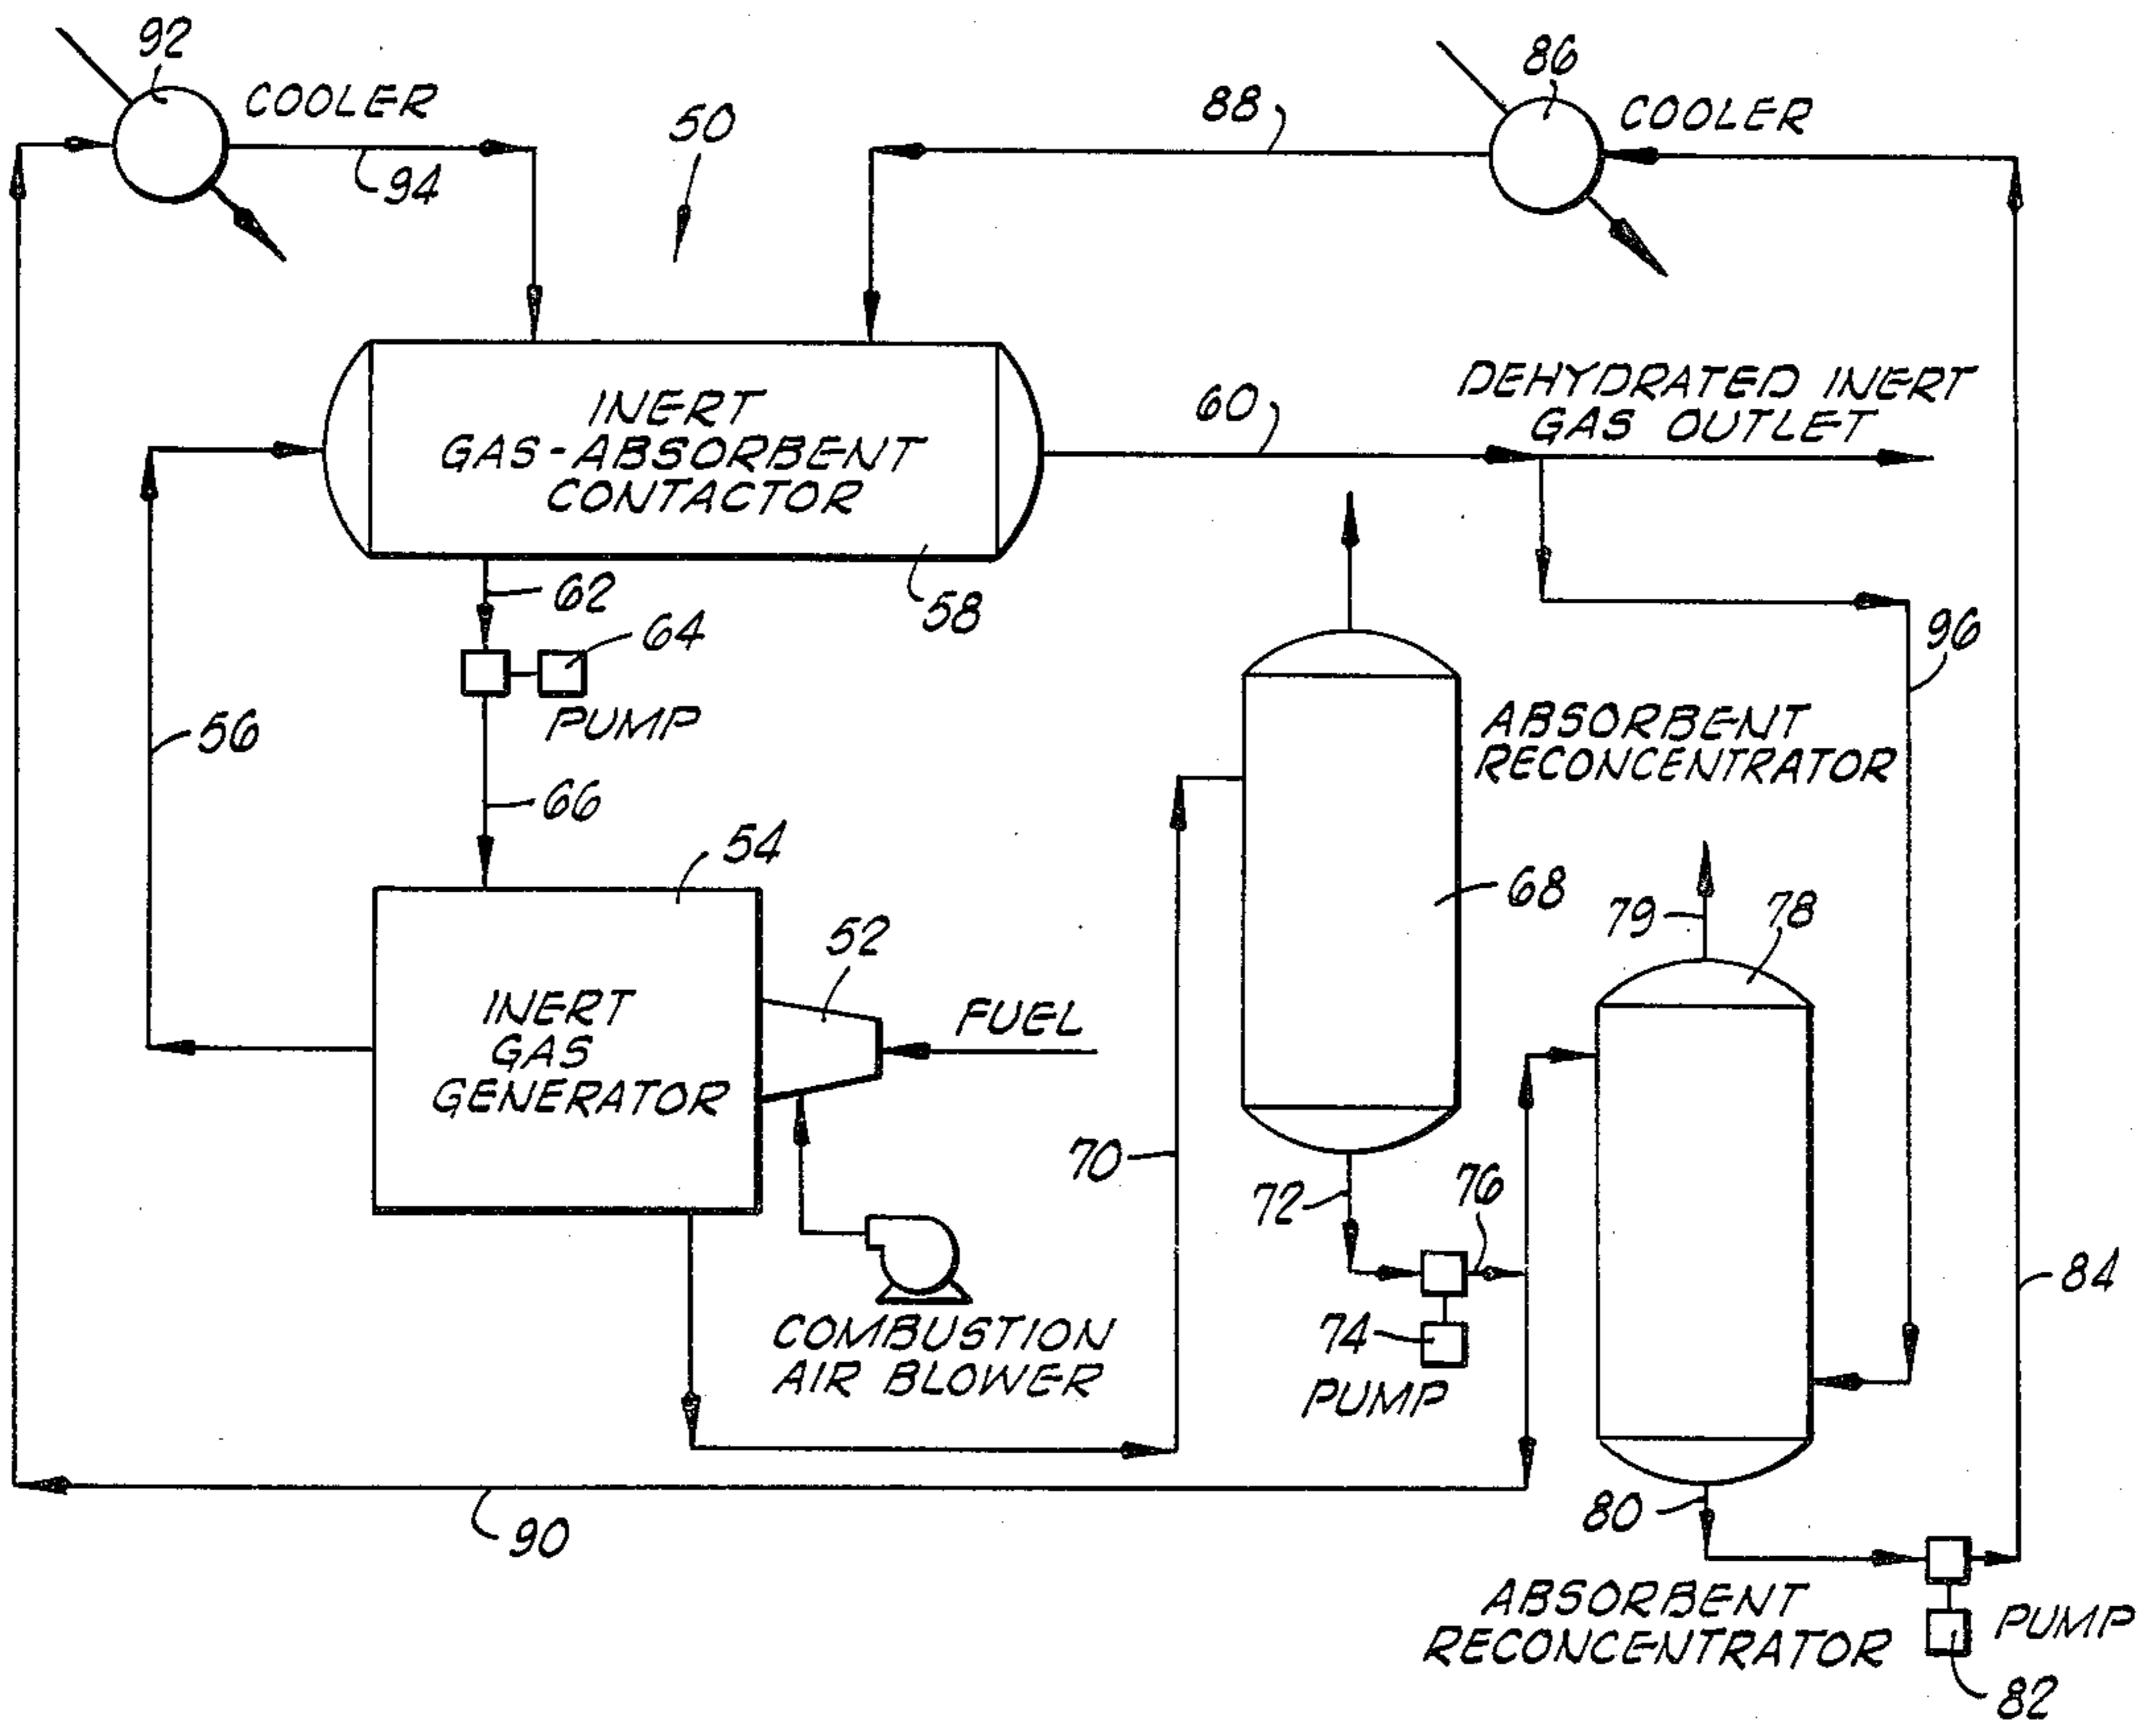 92
COOLER
94
50
88
86
COOLER
INERT
GAS-ABSORBENT
CONTACTOR
58
60
DEHYDRATED INERT
GAS OUTLET
62
64
PUMP
56
66
96
ABSORBENT
RECONCENTRATOR
68
54
52
FUEL
INERT
GAS
GENERATOR
79
78
70
72
76
74
PUMP
COMBUSTION
AIR BLOWER
84
90
80
ABSORBENT
RECONCENTRATOR
PUMP
82